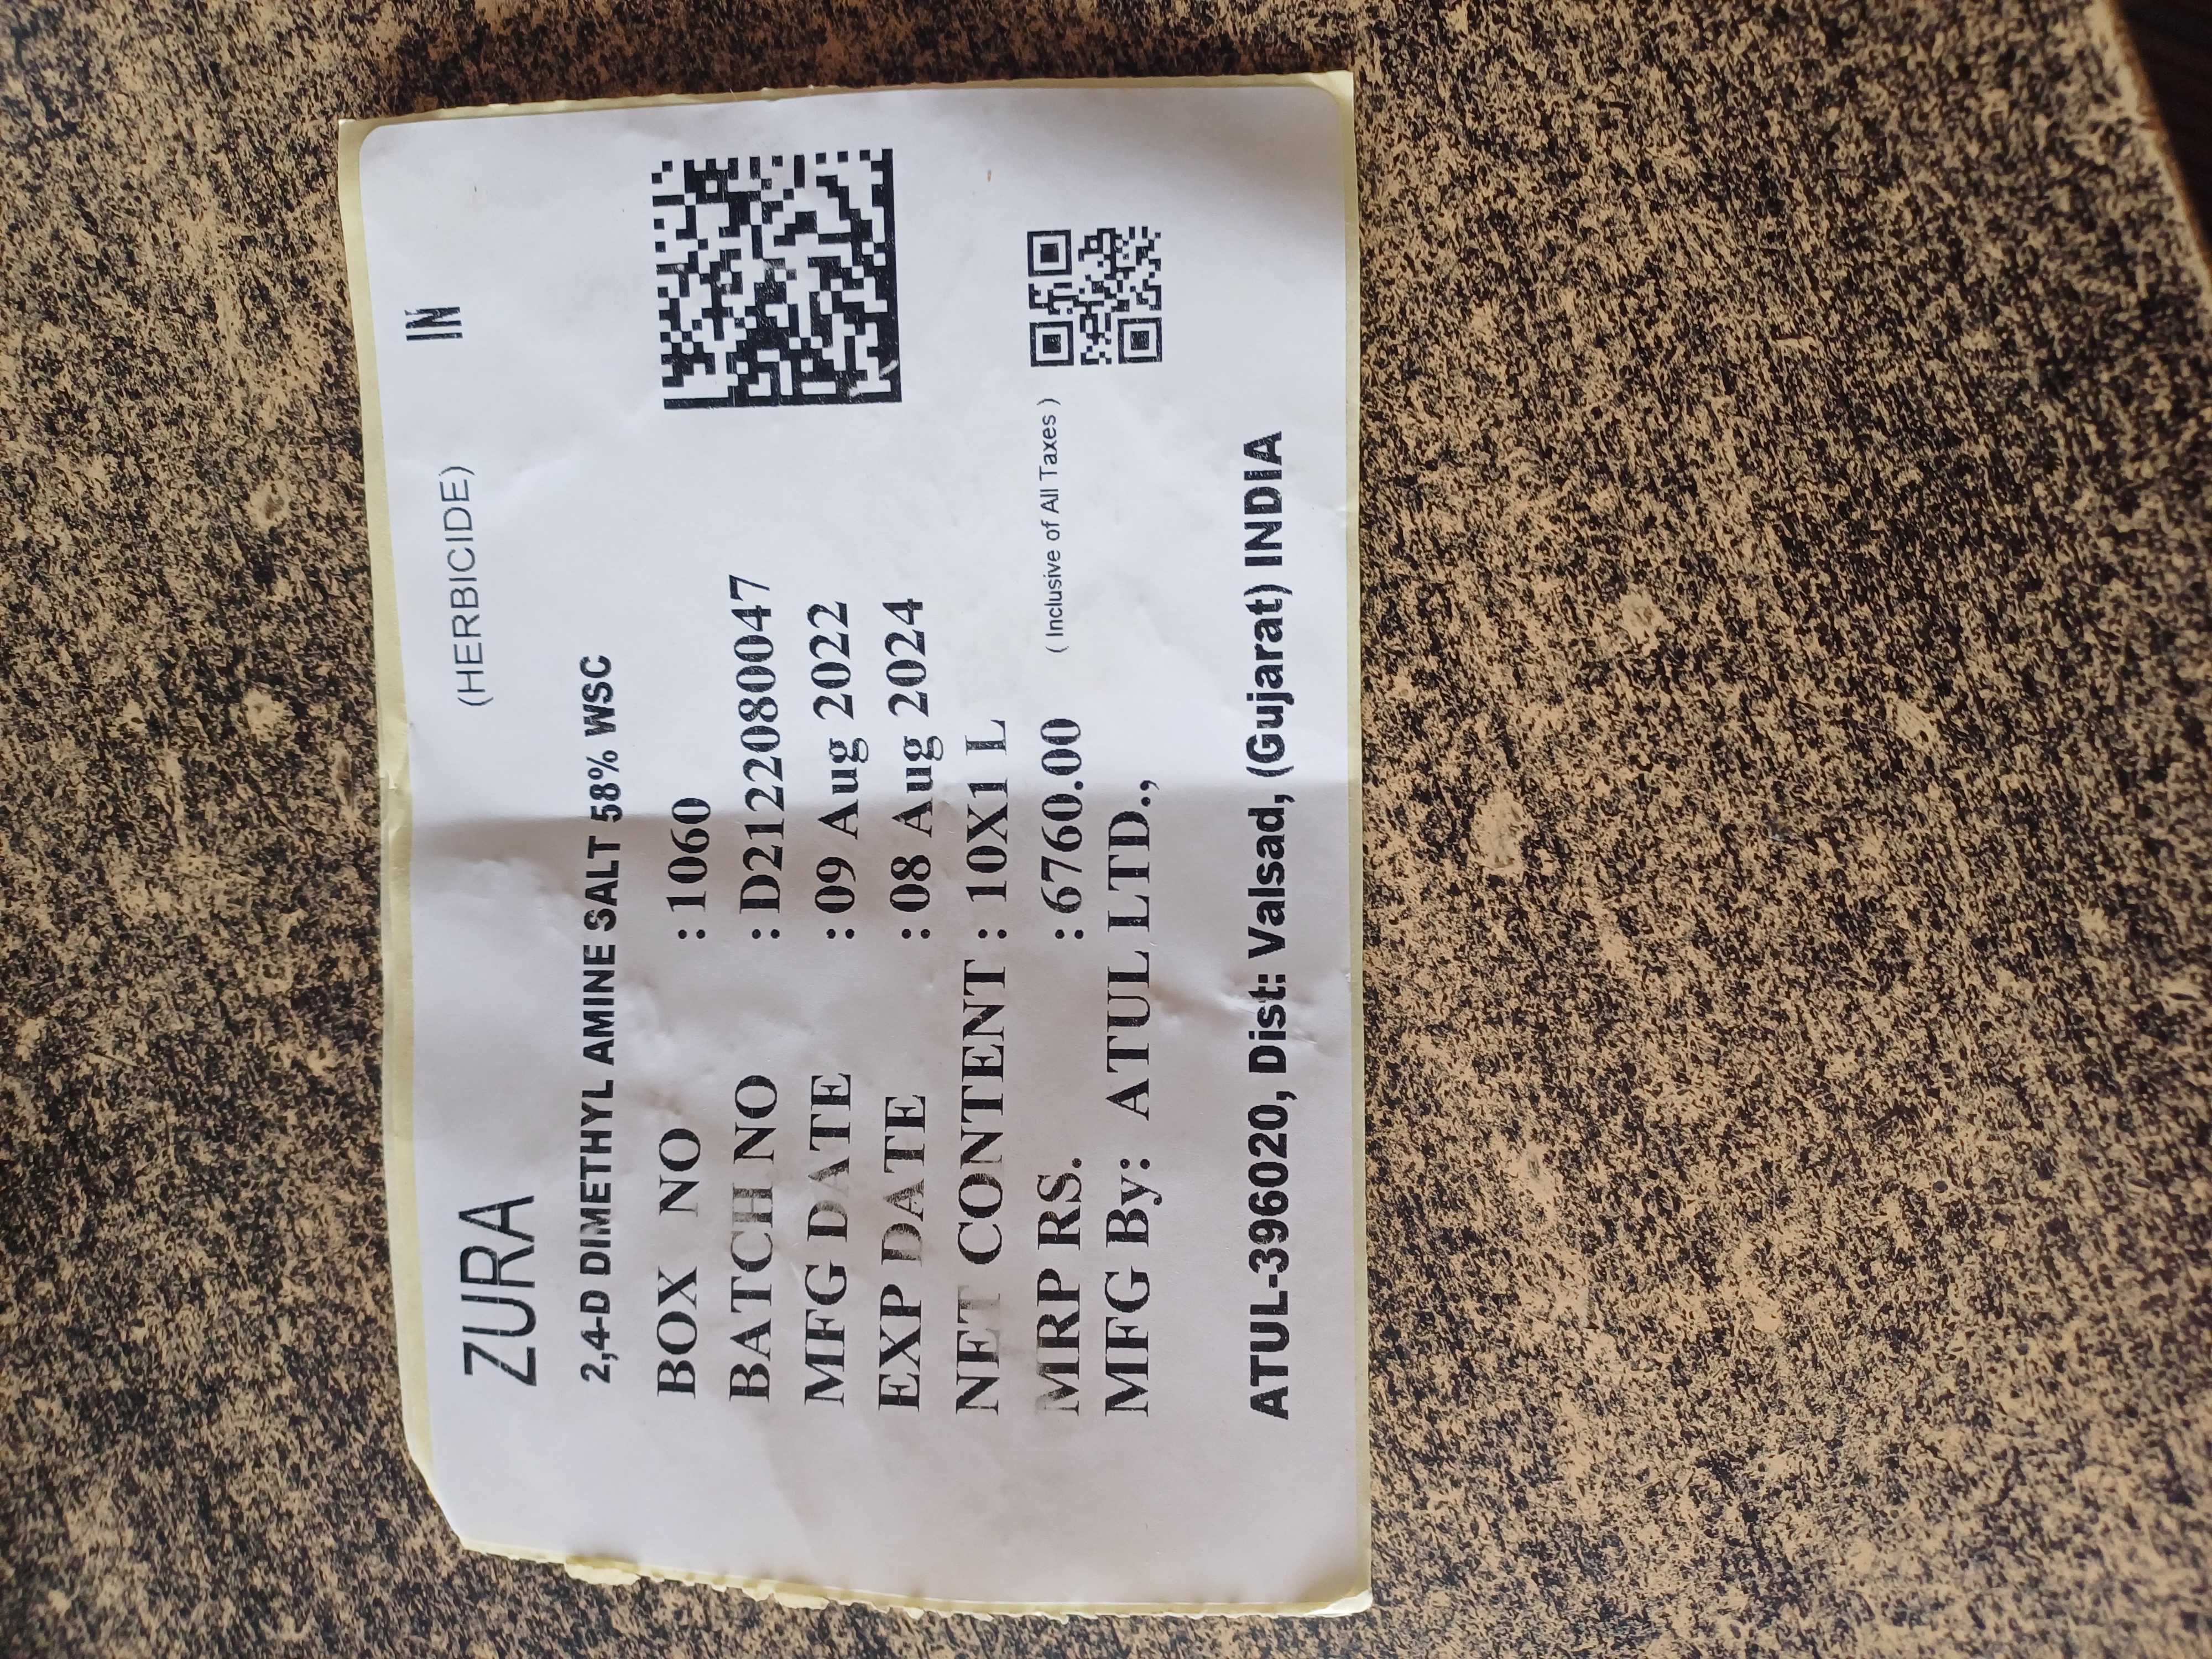 IN
ZURA (HERBICIDE)
2,4-D DIMETHYL AMINE SALT 58% WSC
BOX NO : 1060
BATCH NO : D2122080047
MFG DATE : 09 Aug 2022
EXP DATE : 08 Aug 2024
NET CONTENT : 10X1 L
MRP RS. : 6760.00 ( Inclusive of All Taxes )
MFG By: ATUL LTD.,
ATUL-396020, Dist: Valsad, (Gujarat) INDIA